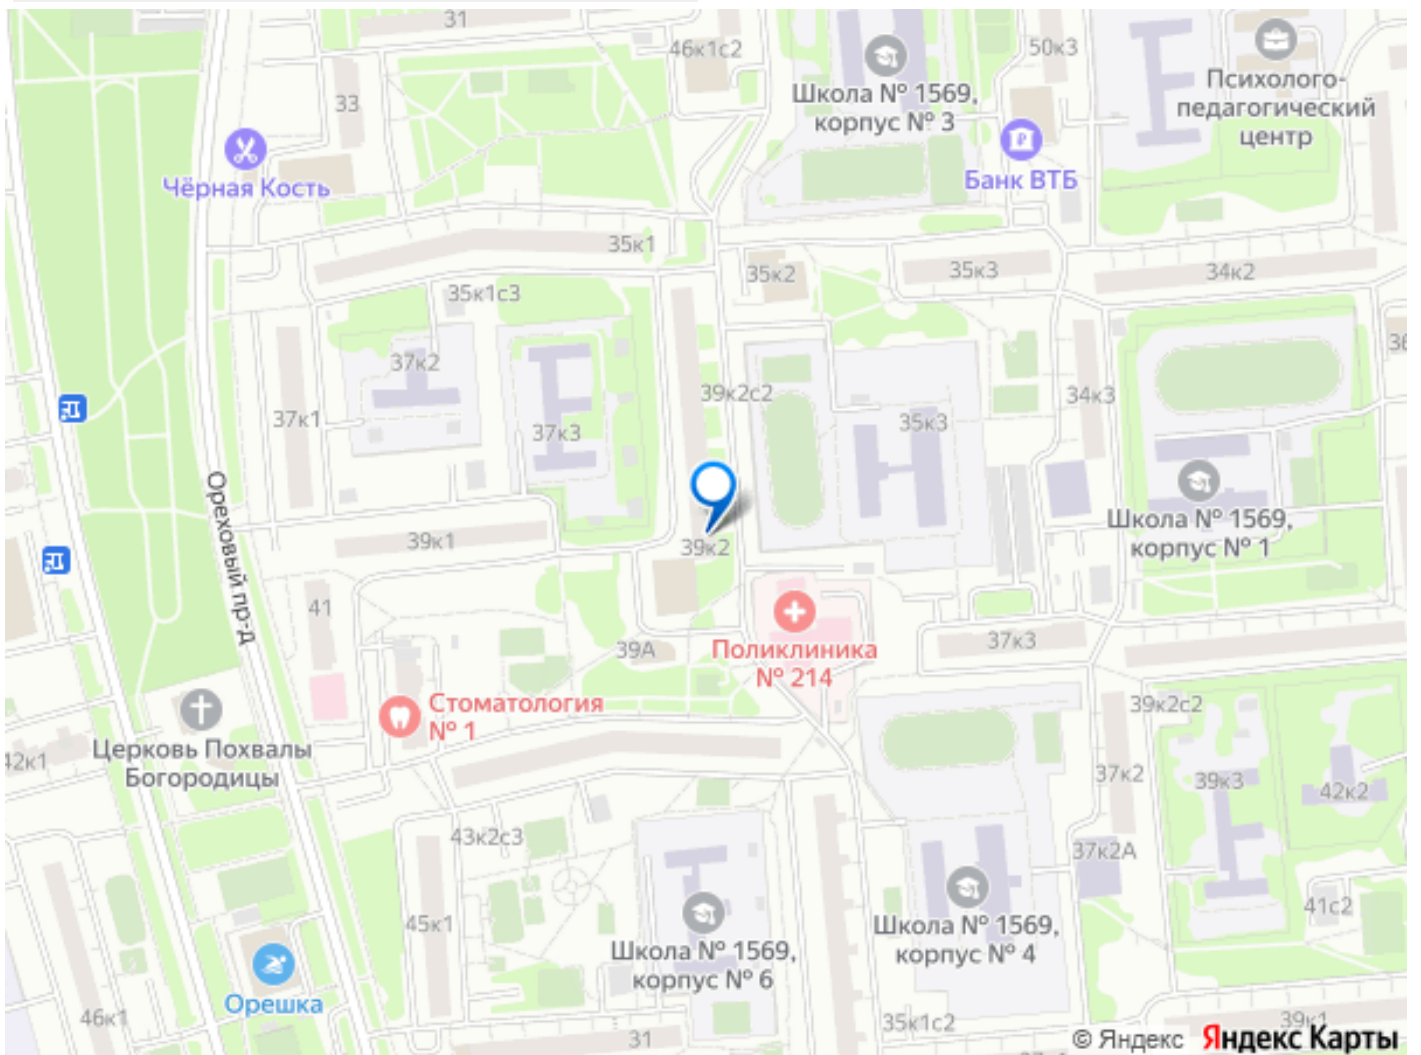 31
46к1с2
50к3
Школа № 1569,
корпус № 3
Психолого-
педагогический
центр
33
Чёрная Кость
Банк ВТБ
35к1
35к2
35к3
34к2
35к1с3
37к2
39к2с2
34к3
37к1
37к3
35к3
Ореховый пр-д
39к1
39к2
Школа № 1569,
корпус № 1
41
39А
Поликлиника
№ 214
37к3
Стоматология
№ 1
39к2с2
Церковь Похвалы
Богородицы
42к1
37к2
39к3
42к2
43к2с3
37к2А
45к1
Школа № 1569,
корпус № 6
Школа № 1569,
корпус № 4
41с2
Орешка
46к1
31
35к1с2
39к1
© Яндекс Яндекс Карты